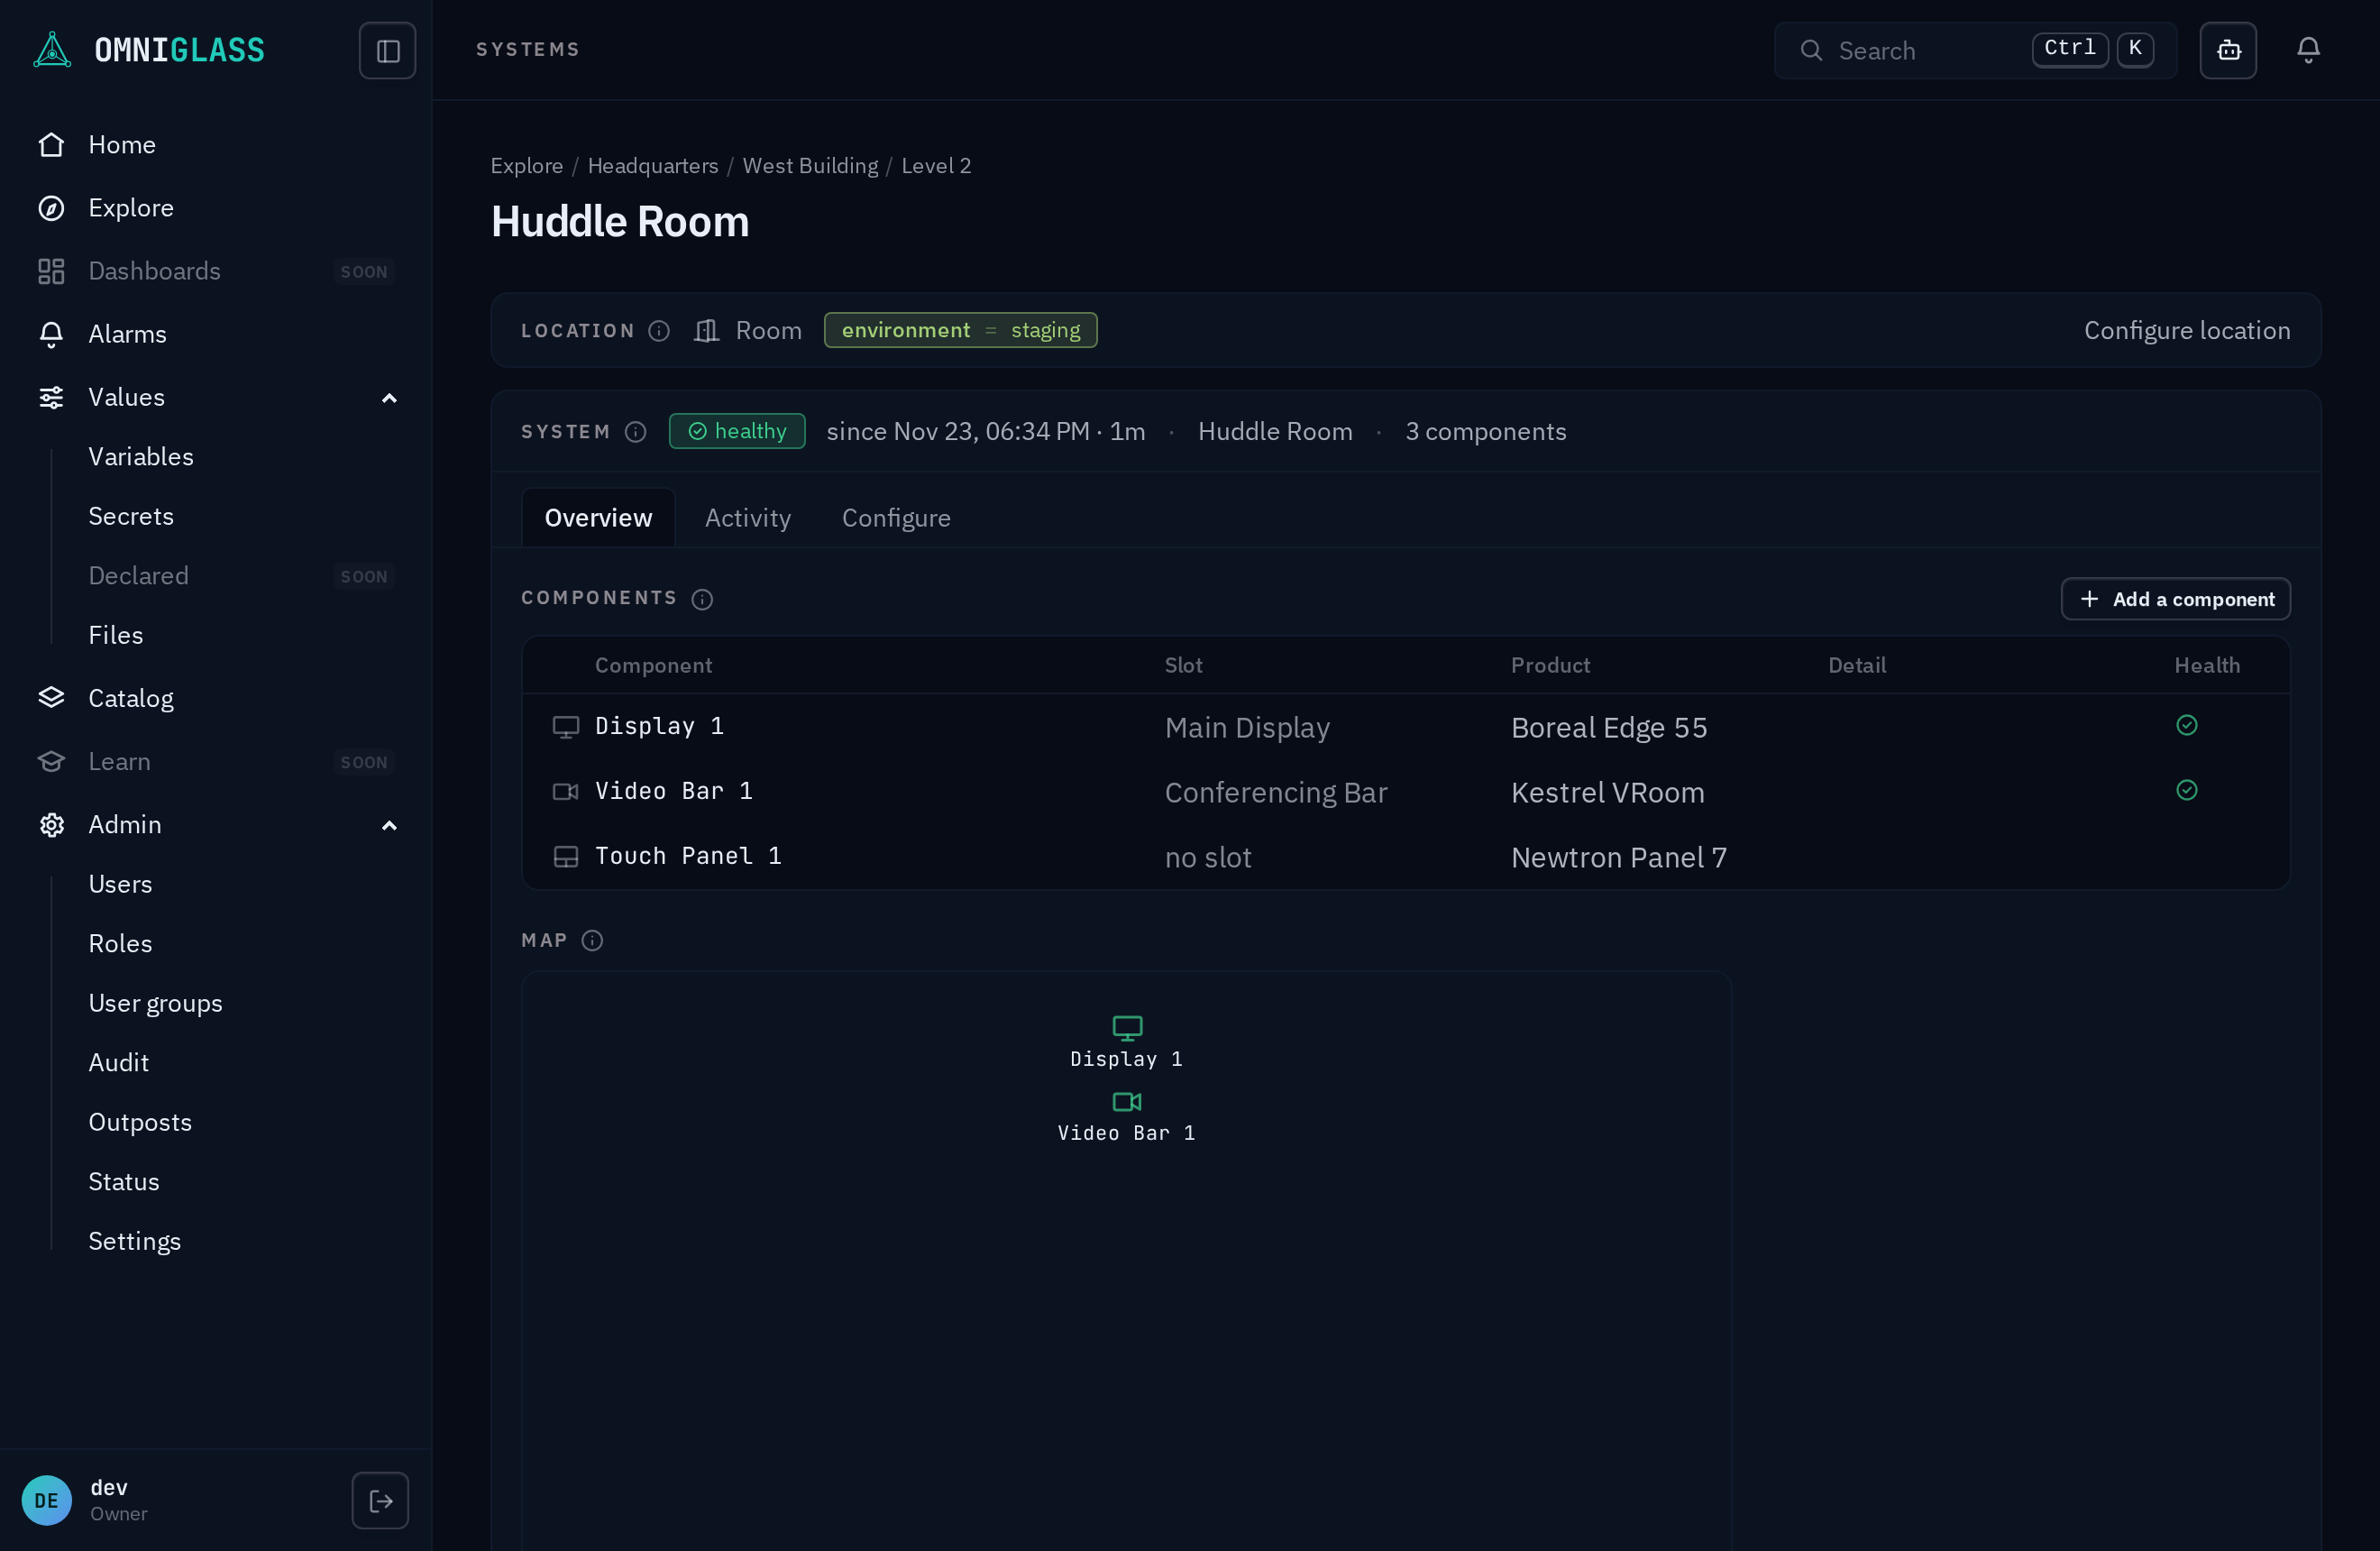 OMNIGLASS
SYSTEMS
Search
Ctrl K
Home
Explore
Dashboards SOON
Alarms
Values
Variables
Secrets
Declared SOON
Files
Catalog
Learn SOON
Admin
Users
Roles
User groups
Audit
Outposts
Status
Settings
DE
dev
Owner
Explore / Headquarters / West Building / Level 2
Huddle Room
LOCATION Room environment = staging Configure location
SYSTEM healthy since Nov 23, 06:34 PM · 1m · Huddle Room · 3 components
Overview Activity Configure
COMPONENTS + Add a component
Component Slot Product Detail Health
Display 1 Main Display Boreal Edge 55
Video Bar 1 Conferencing Bar Kestrel VRoom
Touch Panel 1 no slot Newtron Panel 7
MAP
Display 1
Video Bar 1